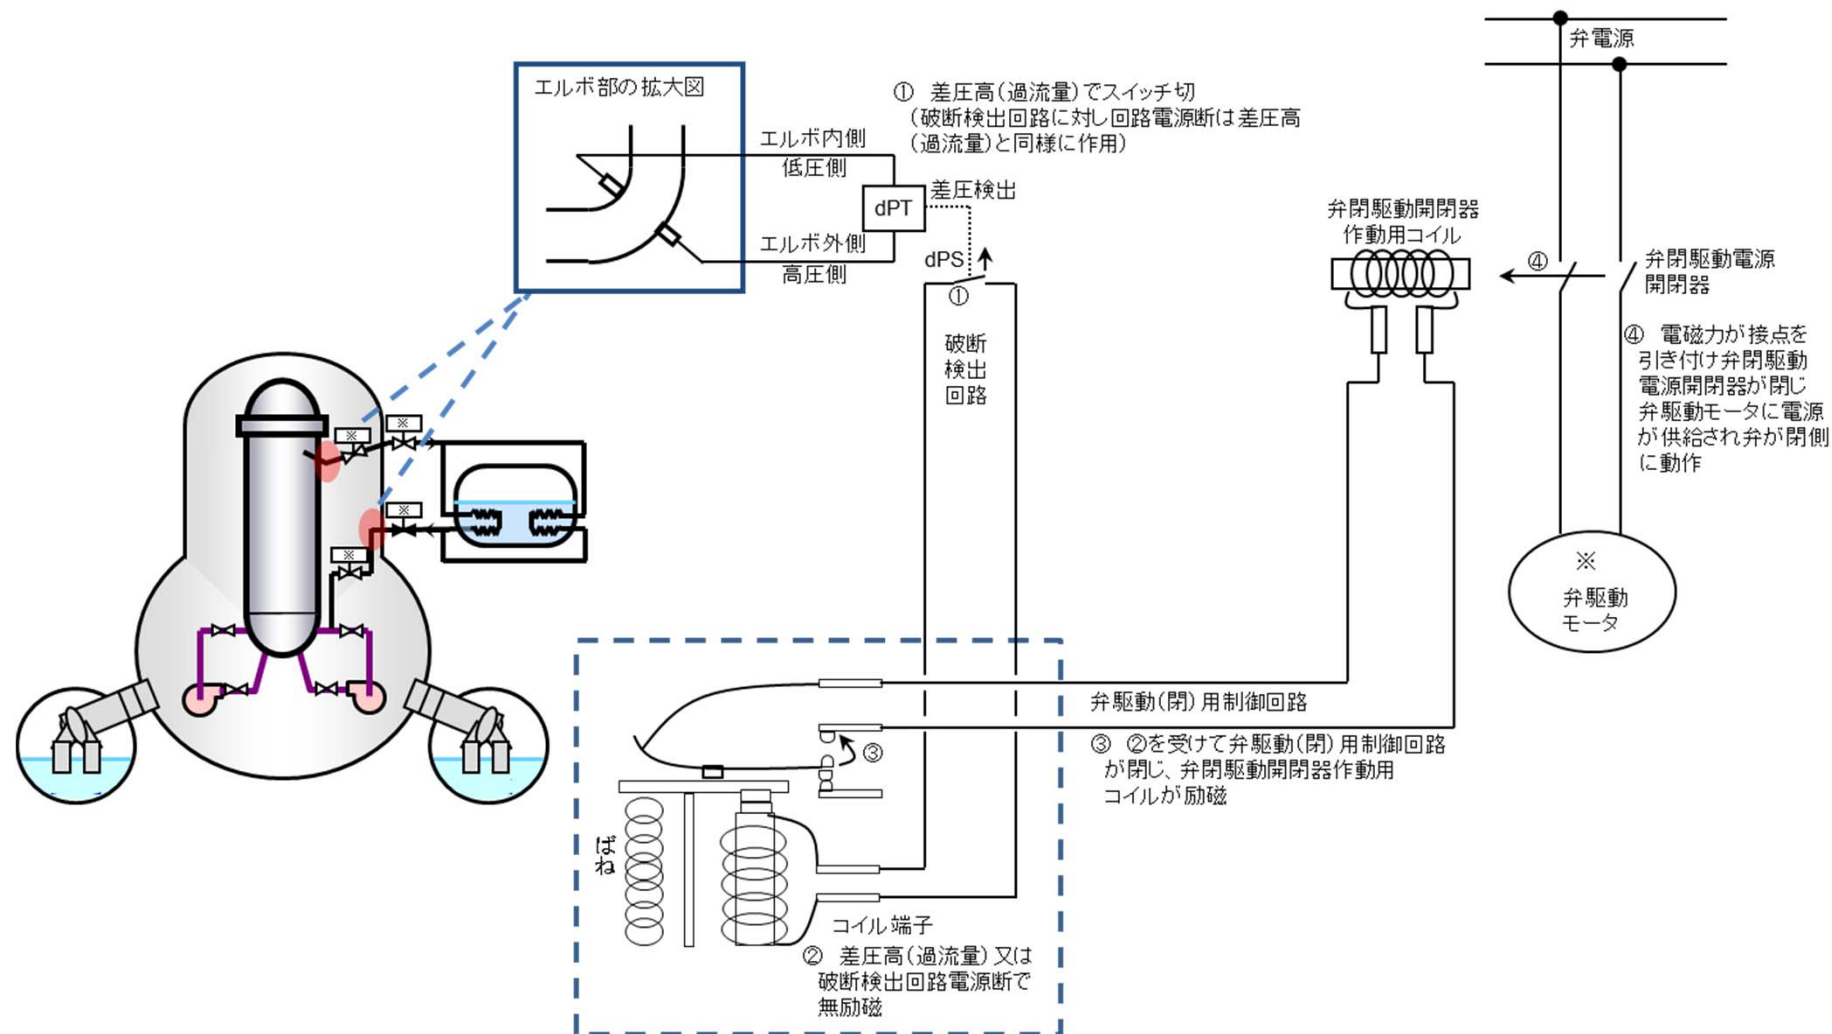 弁電源
エルボ部の拡大図
① 差圧高(過流量)でスイッチ切
(破断検出回路に対し回路電源断は差圧高
(過流量)と同様に作用)
エルボ内側
低圧側
差圧検出
dPT
エルボ外側
高圧側
dPS
①
破断
検出
回路
弁閉駆動開閉器
作動用コイル
④
弁閉駆動電源
開閉器
④ 電磁力が接点を
引き付け弁閉駆動
電源開閉器が閉じ
弁駆動モータに電源
が供給され弁が閉側
に動作
※
※
※
※
※
弁駆動
モータ
弁駆動(閉)用制御回路
③
③ ②を受けて弁駆動(閉)用制御回路
が閉じ、弁閉駆動開閉器作動用
コイルが励磁
ばね
コイル端子
② 差圧高(過流量)又は
破断検出回路電源断で
無励磁